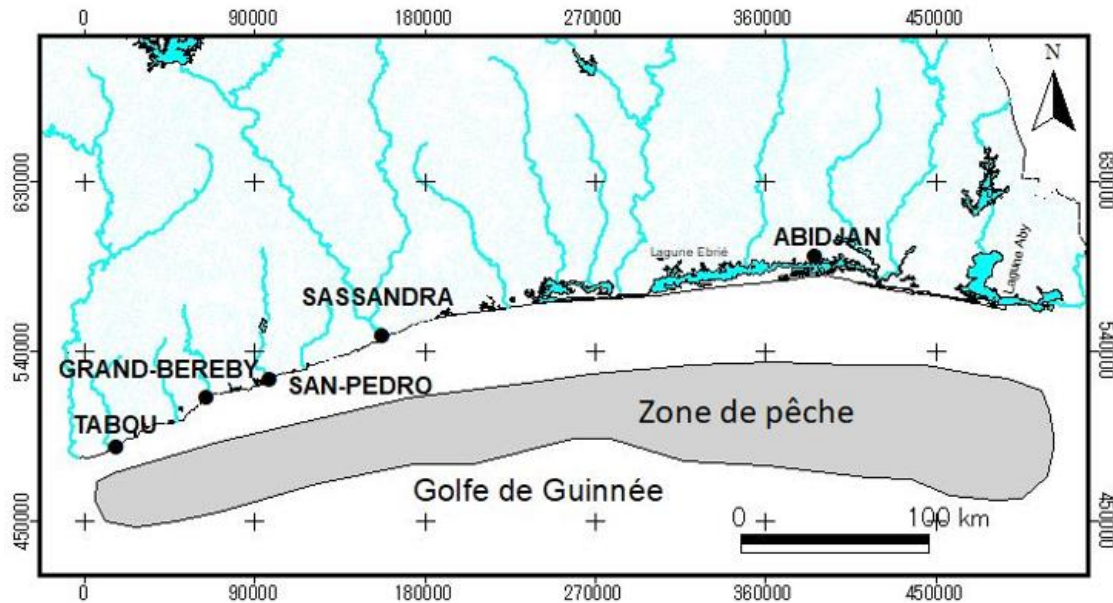 0 90000 180000 270000 360000 450000
N
630000 630000
ABIDJAN
Lagune Ebrié
Lagune Aby
SASSANDRA
540000 540000
GRAND-BEREBY
SAN-PEDRO
TABOU
Zone de pêche
Golfe de Guinnée
0 100 km
450000 450000
0 90000 180000 270000 360000 450000